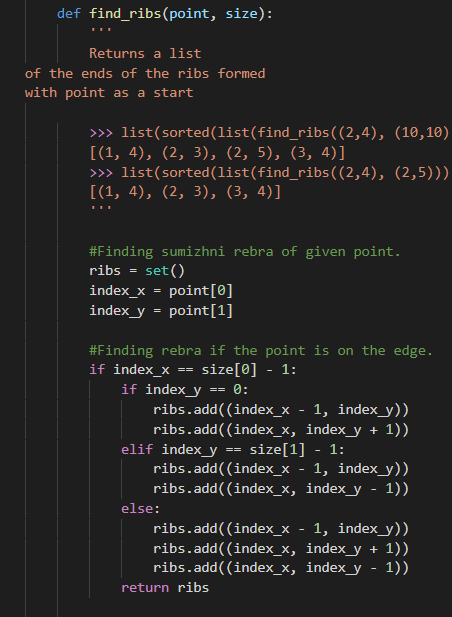 def find_ribs(point, size):
'''
Returns a list
of the ends of the ribs formed
with point as a start
>>> list(sorted(list(find_ribs((2,4), (10,10)
[(1, 4), (2, 3), (2, 5), (3, 4)]
>>> list(sorted(list(find_ribs((2,4), (2,5)))
[(1, 4), (2, 3), (3, 4)]
'''
#Finding sumizhni rebra of given point.
ribs = set()
index_x = point[0]
index_y = point[1]
#Finding rebra if the point is on the edge.
if index_x == size[0] - 1:
if index_y == 0:
ribs.add((index_x - 1, index_y))
ribs.add((index_x, index_y + 1))
elif index_y == size[1] - 1:
ribs.add((index_x - 1, index_y))
ribs.add((index_x, index_y - 1))
else:
ribs.add((index_x - 1, index_y))
ribs.add((index_x, index_y + 1))
ribs.add((index_x, index_y - 1))
return ribs